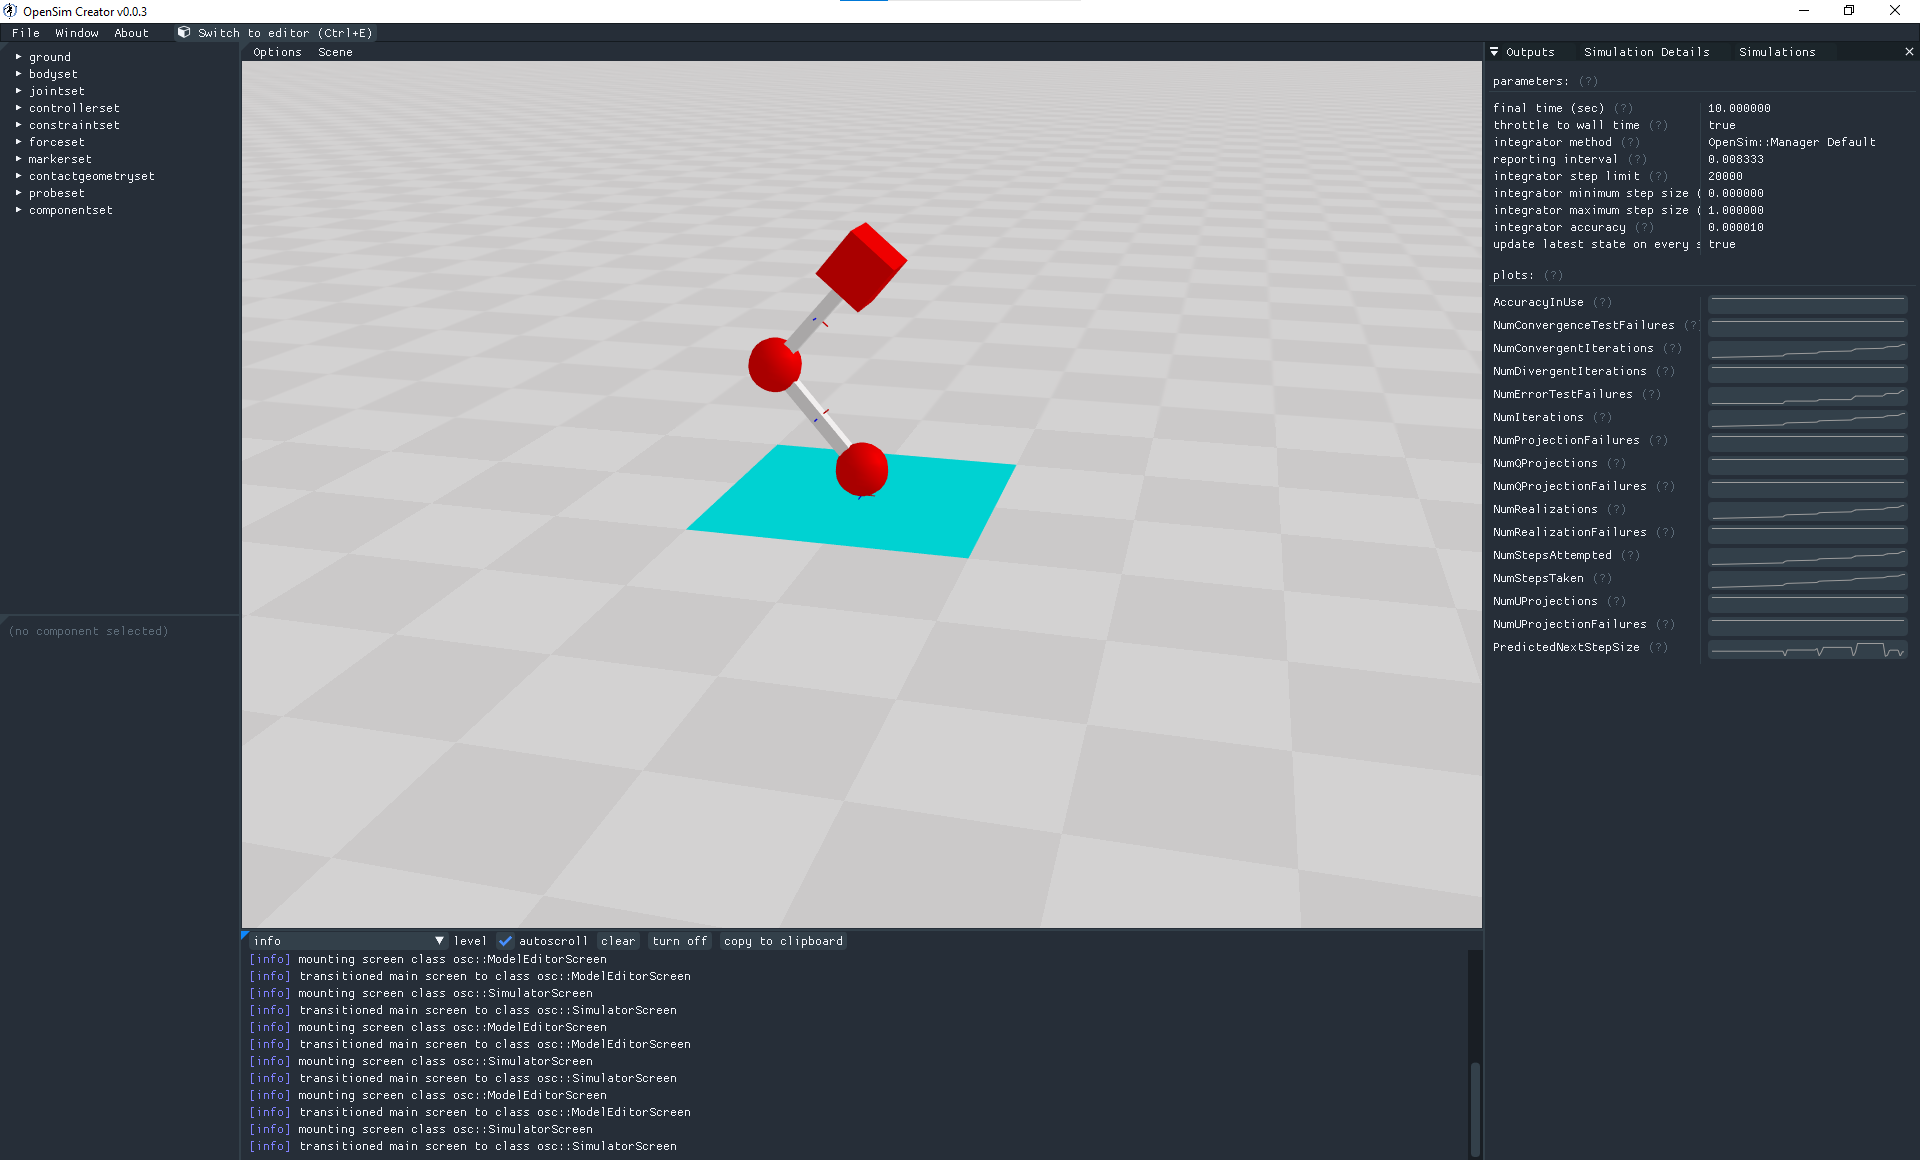 OpenSim Creator v0.0.3
File Window About Switch to editor (Ctrl+E)
ground
bodyset
jointset
controllerset
constraintset
forceset
markerset
contactgeometryset
probeset
componentset
(no component selected)
Options Scene
info level autoscroll clear turn off copy to clipboard
[info] mounting screen class osc::ModelEditorScreen
[info] transitioned main screen to class osc::ModelEditorScreen
[info] mounting screen class osc::SimulatorScreen
[info] transitioned main screen to class osc::SimulatorScreen
[info] mounting screen class osc::ModelEditorScreen
[info] transitioned main screen to class osc::ModelEditorScreen
[info] mounting screen class osc::SimulatorScreen
[info] transitioned main screen to class osc::SimulatorScreen
[info] mounting screen class osc::ModelEditorScreen
[info] transitioned main screen to class osc::ModelEditorScreen
[info] mounting screen class osc::SimulatorScreen
[info] transitioned main screen to class osc::SimulatorScreen
Outputs Simulation Details Simulations
parameters: (?)
final time (sec) (?) 10.000000
throttle to wall time (?) true
integrator method (?) OpenSim::Manager Default
reporting interval (?) 0.008333
integrator step limit (?) 20000
integrator minimum step size ( 0.000000
integrator maximum step size ( 1.000000
integrator accuracy (?) 0.000010
update latest state on every s true
plots: (?)
AccuracyInUse (?)
NumConvergenceTestFailures (?)
NumConvergentIterations (?)
NumDivergentIterations (?)
NumErrorTestFailures (?)
NumIterations (?)
NumProjectionFailures (?)
NumQProjections (?)
NumQProjectionFailures (?)
NumRealizations (?)
NumRealizationFailures (?)
NumStepsAttempted (?)
NumStepsTaken (?)
NumUProjections (?)
NumUProjectionFailures (?)
PredictedNextStepSize (?)